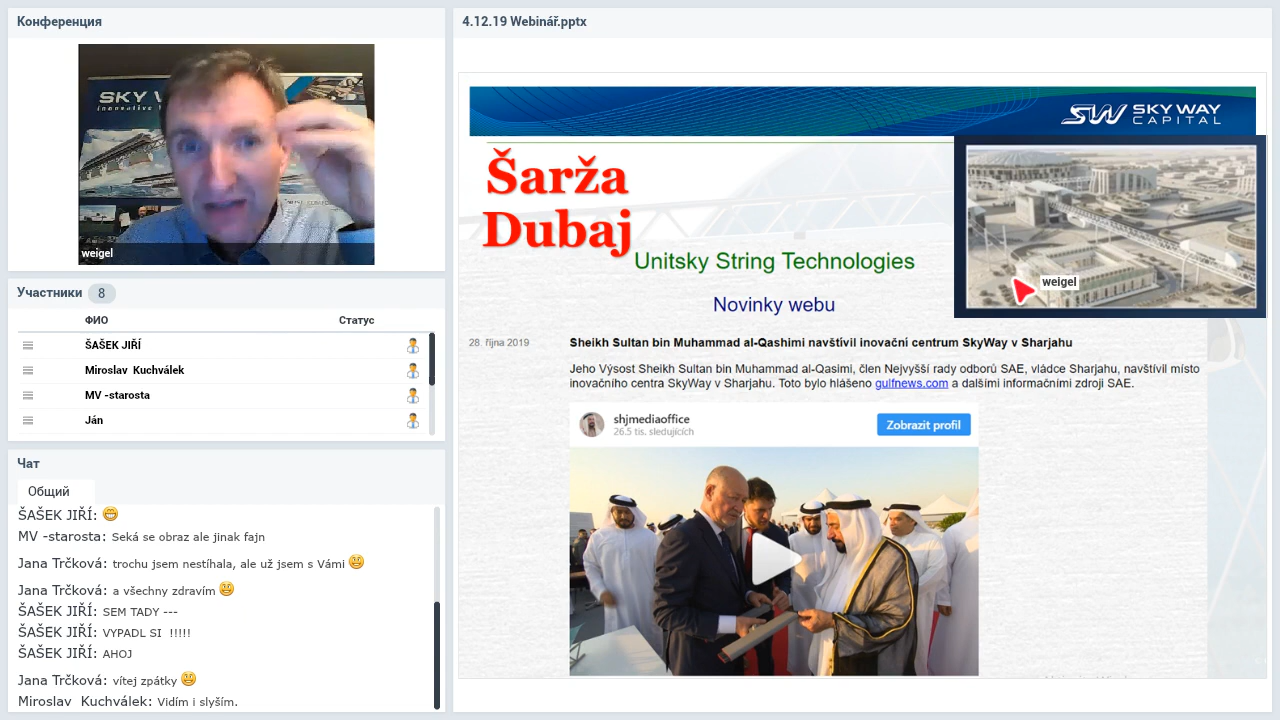 Конференция
SKY W
weigel
Участники 8
ФИО Статус
ŠAŠEK JIŘÍ
Miroslav Kuchválek
MV -starosta
Ján
Чат
Общий
ŠAŠEK JIŘÍ:
MV -starosta: Seká se obraz ale jinak fajn
Jana Trčková: trochu jsem nestíhala, ale už jsem s Vámi
Jana Trčková: a všechny zdravím
ŠAŠEK JIŘÍ: SEM TADY ---
ŠAŠEK JIŘÍ: VYPADL SI !!!!!
ŠAŠEK JIŘÍ: AHOJ
Jana Trčková: vítej zpátky
Miroslav Kuchválek: Vidím i slyším.
4.12.19 Webinář.pptx
SW SKY WAY
CAPITAL
Šarža
Dubaj
Unitsky String Technologies
weigel
Novinky webu
28. října 2019
Sheikh Sultan bin Muhammad al-Qashimi navštívil inovační centrum SkyWay v Sharjahu
Jeho Výsost Sheikh Sultan bin Muhammad al-Qasimi, člen Nejvyšší rady odborů SAE, vládce Sharjahu, navštívil místo
inovačního centra SkyWay v Sharjahu. Toto bylo hlášeno gulfnews.com a dalšími informačními zdroji SAE.
shjmediaoffice
26.5 tis. sledujících
Zobrazit profil